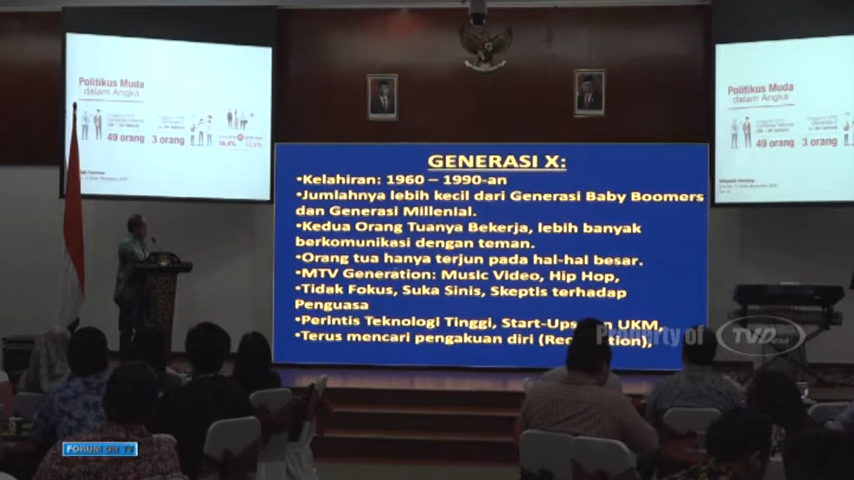 Politikus Muda
dalam Angka
49 orang
3 orang
Politikus Muda
dalam Angka
49 orang
3 orang
GENERASI X:
•Kelahiran: 1960 – 1990-an
•Jumlahnya lebih kecil dari Generasi Baby Boomers
dan Generasi Millenial.
•Kedua Orang Tuanya Bekerja, lebih banyak
berkomunikasi dengan teman.
•Orang tua hanya terjun pada hal-hal besar.
•MTV Generation: Music Video, Hip Hop,
•Tidak Fokus, Suka Sinis, Skeptis terhadap
Penguasa
•Perintis Teknologi Tinggi, Start-Ups UKM,
•Terus mencari pengakuan diri
Property of TVD
FORUM ON TV